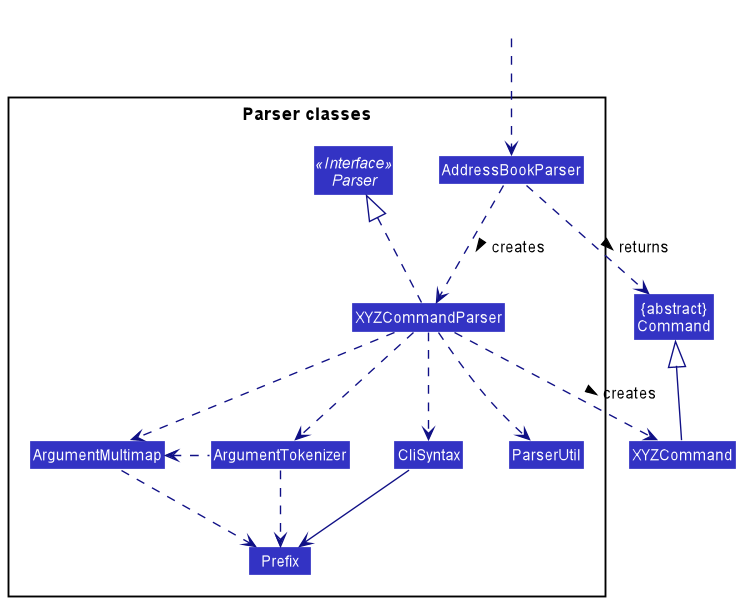 Parser classes
«Interface»
Parser
AddressBookParser
creates
returns
{abstract}
Command
XYZCommandParser
creates
ArgumentMultimap
ArgumentTokenizer
CliSyntax
ParserUtil
XYZCommand
Prefix